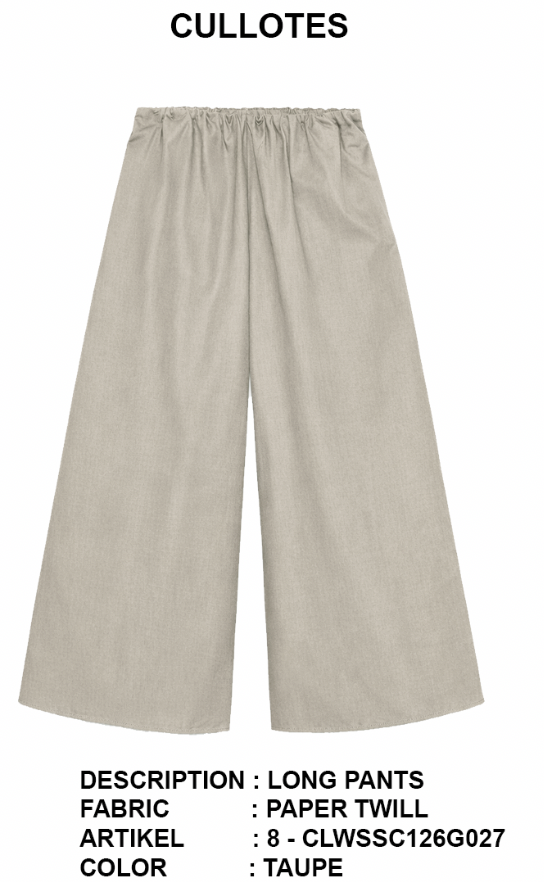 CULLOTES
DESCRIPTION : LONG PANTS
FABRIC : PAPER TWILL
ARTIKEL : 8 - CLWSSC126G027
COLOR : TAUPE